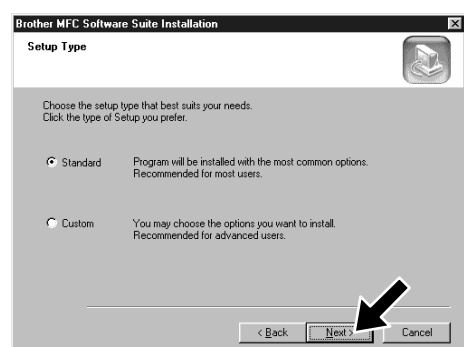 Brother MFC Software Suite Installation
Setup Type
Choose the setup type that best suits your needs.
Click the type of Setup you prefer.
Standard Program will be installed with the most common options.
Recommended for most users.
Custom You may choose the options you want to install.
Recommended for advanced users.
< Back Next > Cancel